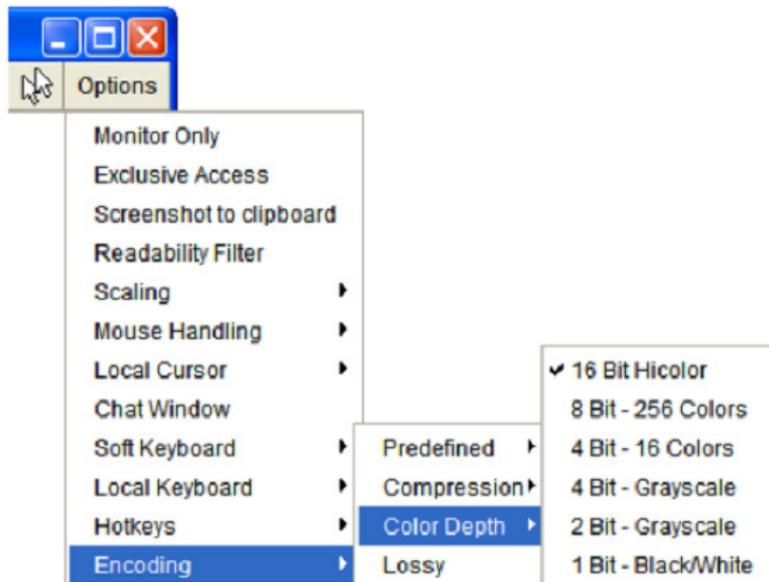 Options
Monitor Only
Exclusive Access
Screenshot to clipboard
Readability Filter
Scaling
Mouse Handling
Local Cursor
Chat Window
Soft Keyboard
Local Keyboard
Hotkeys
Encoding
Predefined
Compression
Color Depth
Lossy
16 Bit Hicolor
8 Bit - 256 Colors
4 Bit - 16 Colors
4 Bit - Grayscale
2 Bit - Grayscale
1 Bit - Black/White